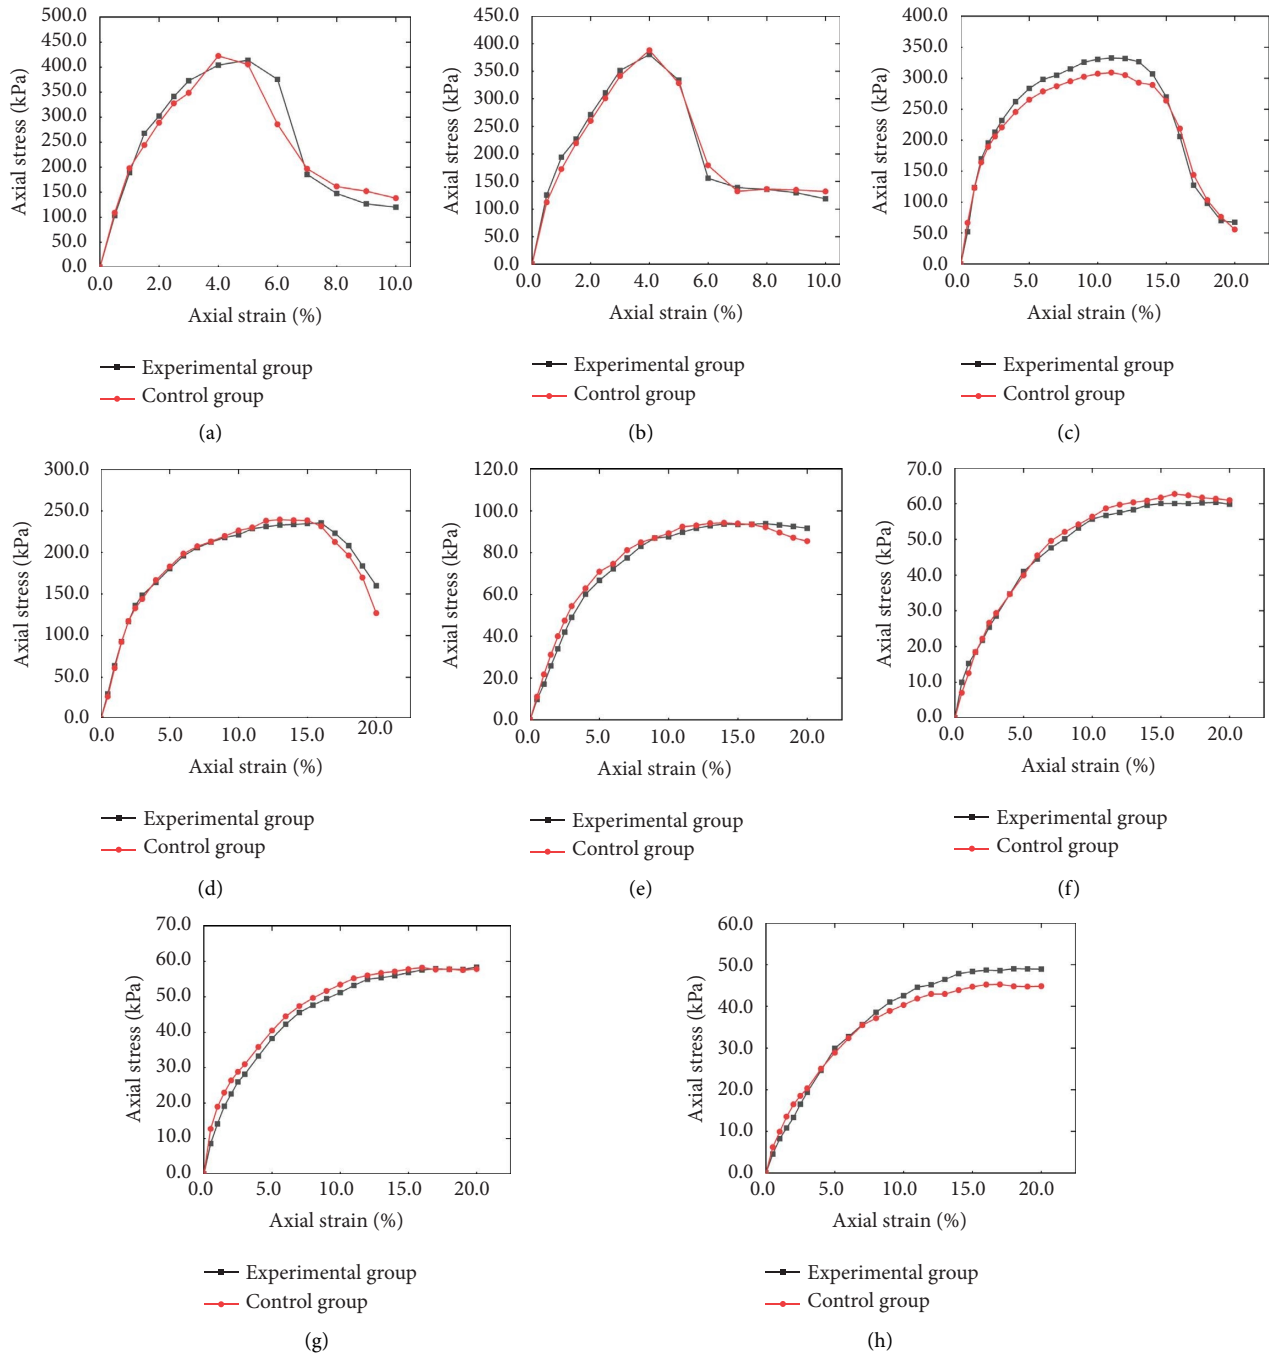 Axial stress (kPa)
500.0
450.0
400.0
350.0
300.0
250.0
200.0
150.0
100.0
50.0
0.0
0.0 2.0 4.0 6.0 8.0 10.0
Axial strain (%)
Experimental group
Control group
(a)
Axial stress (kPa)
450.0
400.0
350.0
300.0
250.0
200.0
150.0
100.0
50.0
0.0
0.0 2.0 4.0 6.0 8.0 10.0
Axial strain (%)
Experimental group
Control group
(b)
Axial stress (kPa)
400.0
350.0
300.0
250.0
200.0
150.0
100.0
50.0
0.0
0.0 5.0 10.0 15.0 20.0
Axial strain (%)
Experimental group
Control group
(c)
Axial stress (kPa)
300.0
250.0
200.0
150.0
100.0
50.0
0.0
0.0 5.0 10.0 15.0 20.0
Axial strain (%)
Experimental group
Control group
(d)
Axial stress (kPa)
120.0
100.0
80.0
60.0
40.0
20.0
0.0
0.0 5.0 10.0 15.0 20.0
Axial strain (%)
Experimental group
Control group
(e)
Axial stress (kPa)
70.0
60.0
50.0
40.0
30.0
20.0
10.0
0.0
0.0 5.0 10.0 15.0 20.0
Axial strain (%)
Experimental group
Control group
(f)
Axial stress (kPa)
70.0
60.0
50.0
40.0
30.0
20.0
10.0
0.0
0.0 5.0 10.0 15.0 20.0
Axial strain (%)
Experimental group
Control group
(g)
Axial stress (kPa)
60.0
50.0
40.0
30.0
20.0
10.0
0.0
0.0 5.0 10.0 15.0 20.0
Axial strain (%)
Experimental group
Control group
(h)